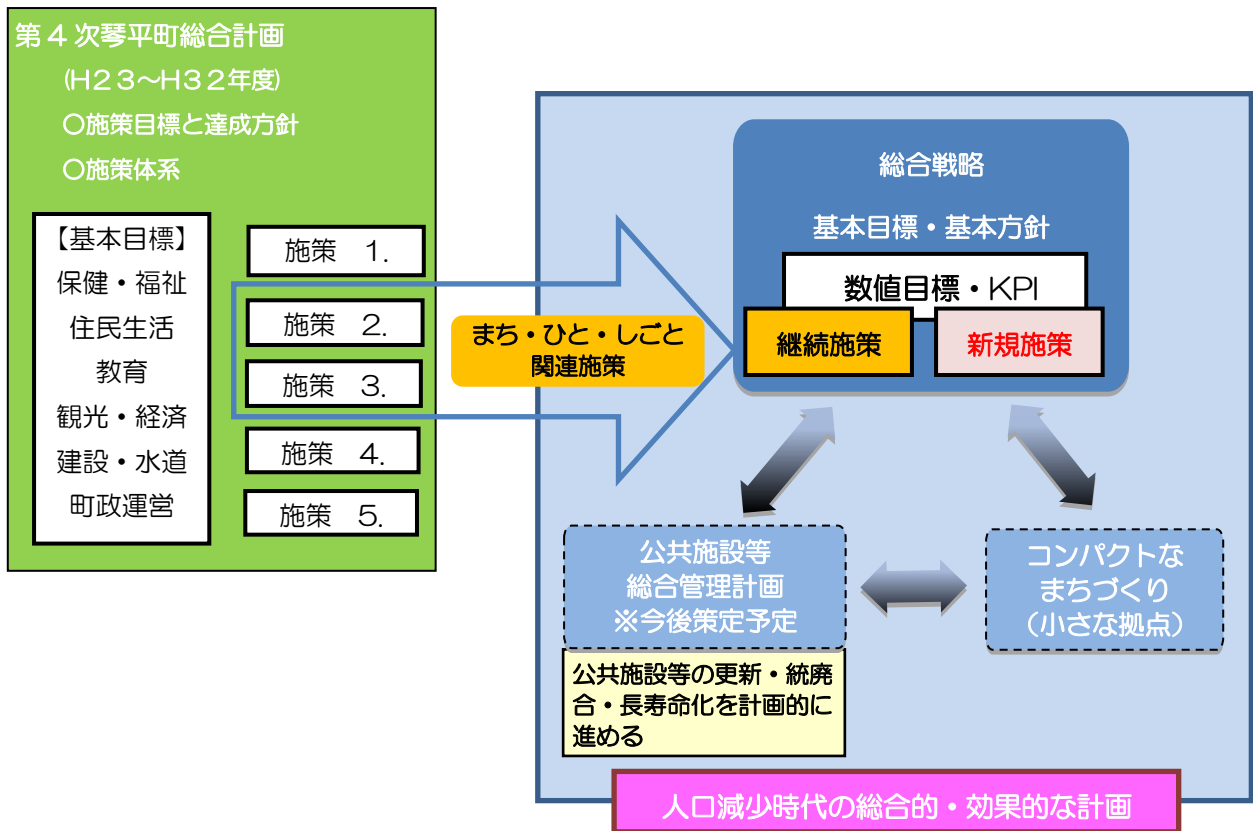 第4次琴平町総合計画
(H23～H32年度)
○施策目標と達成方針
○施策体系
【基本目標】
保健・福祉
住民生活
教育
観光・経済
建設・水道
町政運営
施策　1.
施策　2.
施策　3.
施策　4.
施策　5.
まち・ひと・しごと
関連施策
総合戦略
基本目標・基本方針
数値目標・KPI
継続施策
新規施策
公共施設等
総合管理計画
※今後策定予定
コンパクトな
まちづくり
（小さな拠点）
公共施設等の更新・統廃
合・長寿命化を計画的に
進める
人口減少時代の総合的・効果的な計画